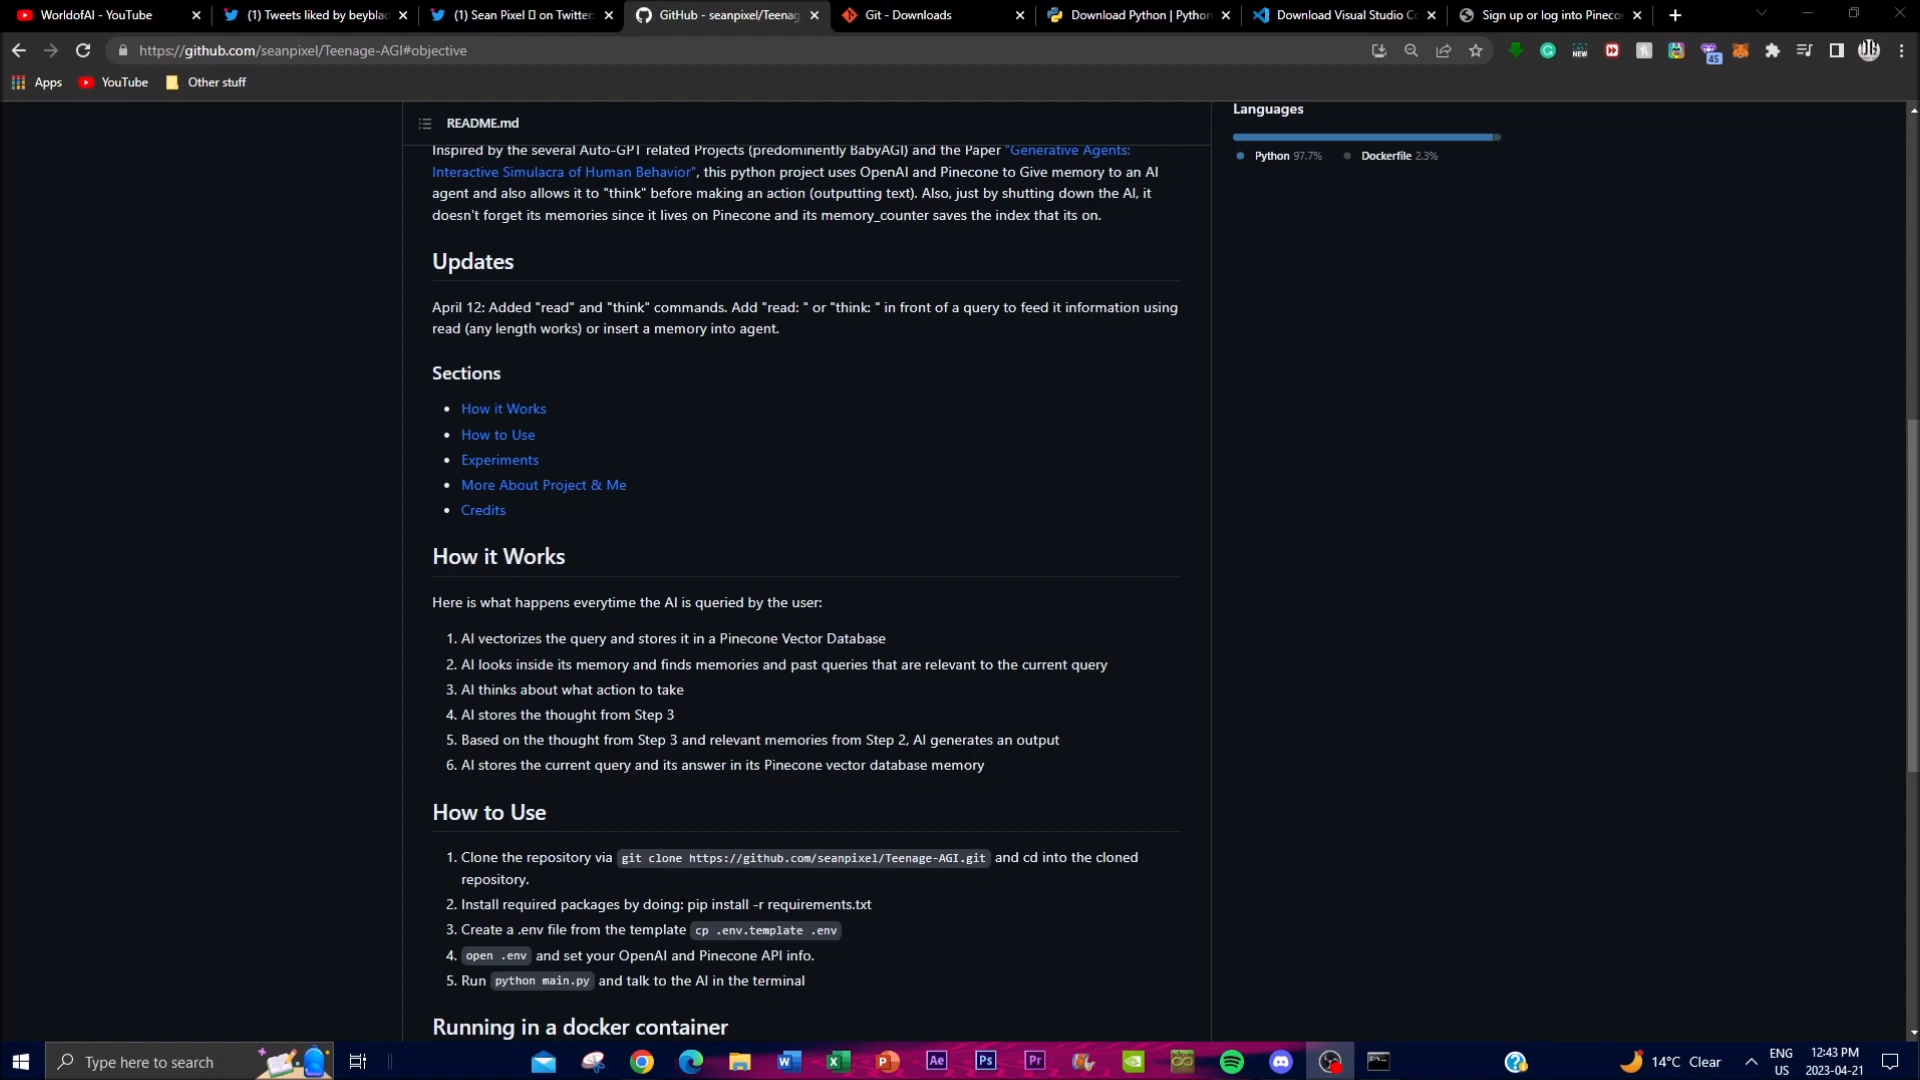 WorldofAI - YouTube
(1) Tweets liked by beyblad
(1) Sean Pixel on Twitter:
GitHub - seanpixel/Teenag
Git - Downloads
Download Python | Python
Download Visual Studio Co
Sign up or log into Pineco
https://github.com/seanpixel/Teenage-AGI#objective
NEW
45
Apps
YouTube
Other stuff
README.md
Languages
Python 97.7%
Dockerfile 2.3%
Inspired by the several Auto-GPT related Projects (predominently BabyAGI) and the Paper "Generative Agents:
Interactive Simulacra of Human Behavior", this python project uses OpenAI and Pinecone to Give memory to an AI
agent and also allows it to "think" before making an action (outputting text). Also, just by shutting down the AI, it
doesn't forget its memories since it lives on Pinecone and its memory_counter saves the index that its on.
Updates
April 12: Added "read" and "think" commands. Add "read: " or "think: " in front of a query to feed it information using
read (any length works) or insert a memory into agent.
Sections
• How it Works
• How to Use
• Experiments
• More About Project & Me
• Credits
How it Works
Here is what happens everytime the AI is queried by the user:
1. AI vectorizes the query and stores it in a Pinecone Vector Database
2. AI looks inside its memory and finds memories and past queries that are relevant to the current query
3. AI thinks about what action to take
4. AI stores the thought from Step 3
5. Based on the thought from Step 3 and relevant memories from Step 2, AI generates an output
6. AI stores the current query and its answer in its Pinecone vector database memory
How to Use
1. Clone the repository via git clone https://github.com/seanpixel/Teenage-AGI.git and cd into the cloned
repository.
2. Install required packages by doing: pip install -r requirements.txt
3. Create a .env file from the template cp .env.template .env
4. open .env and set your OpenAI and Pinecone API info.
5. Run python main.py and talk to the AI in the terminal
Running in a docker container
Type here to search
Ae
Ps
Pr
14°C Clear
ENG
US
12:43 PM
2023-04-21